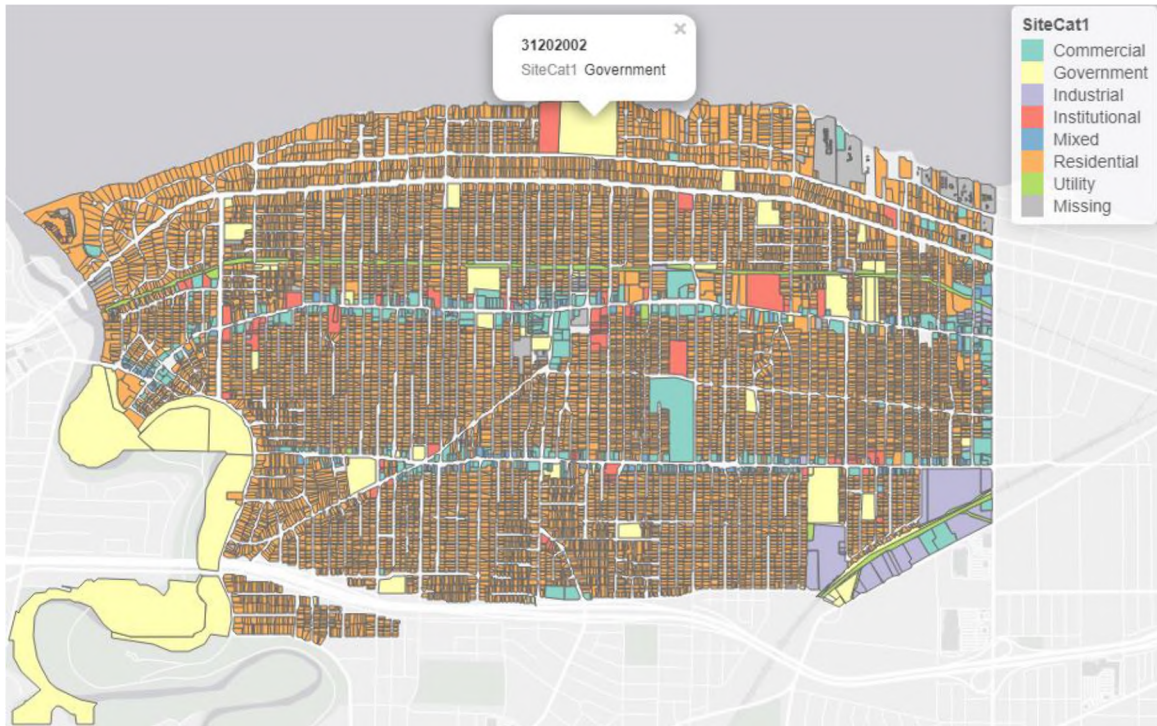 ×
31202002
SiteCat1 Government
SiteCat1
Commercial
Government
Industrial
Institutional
Mixed
Residential
Utility
Missing